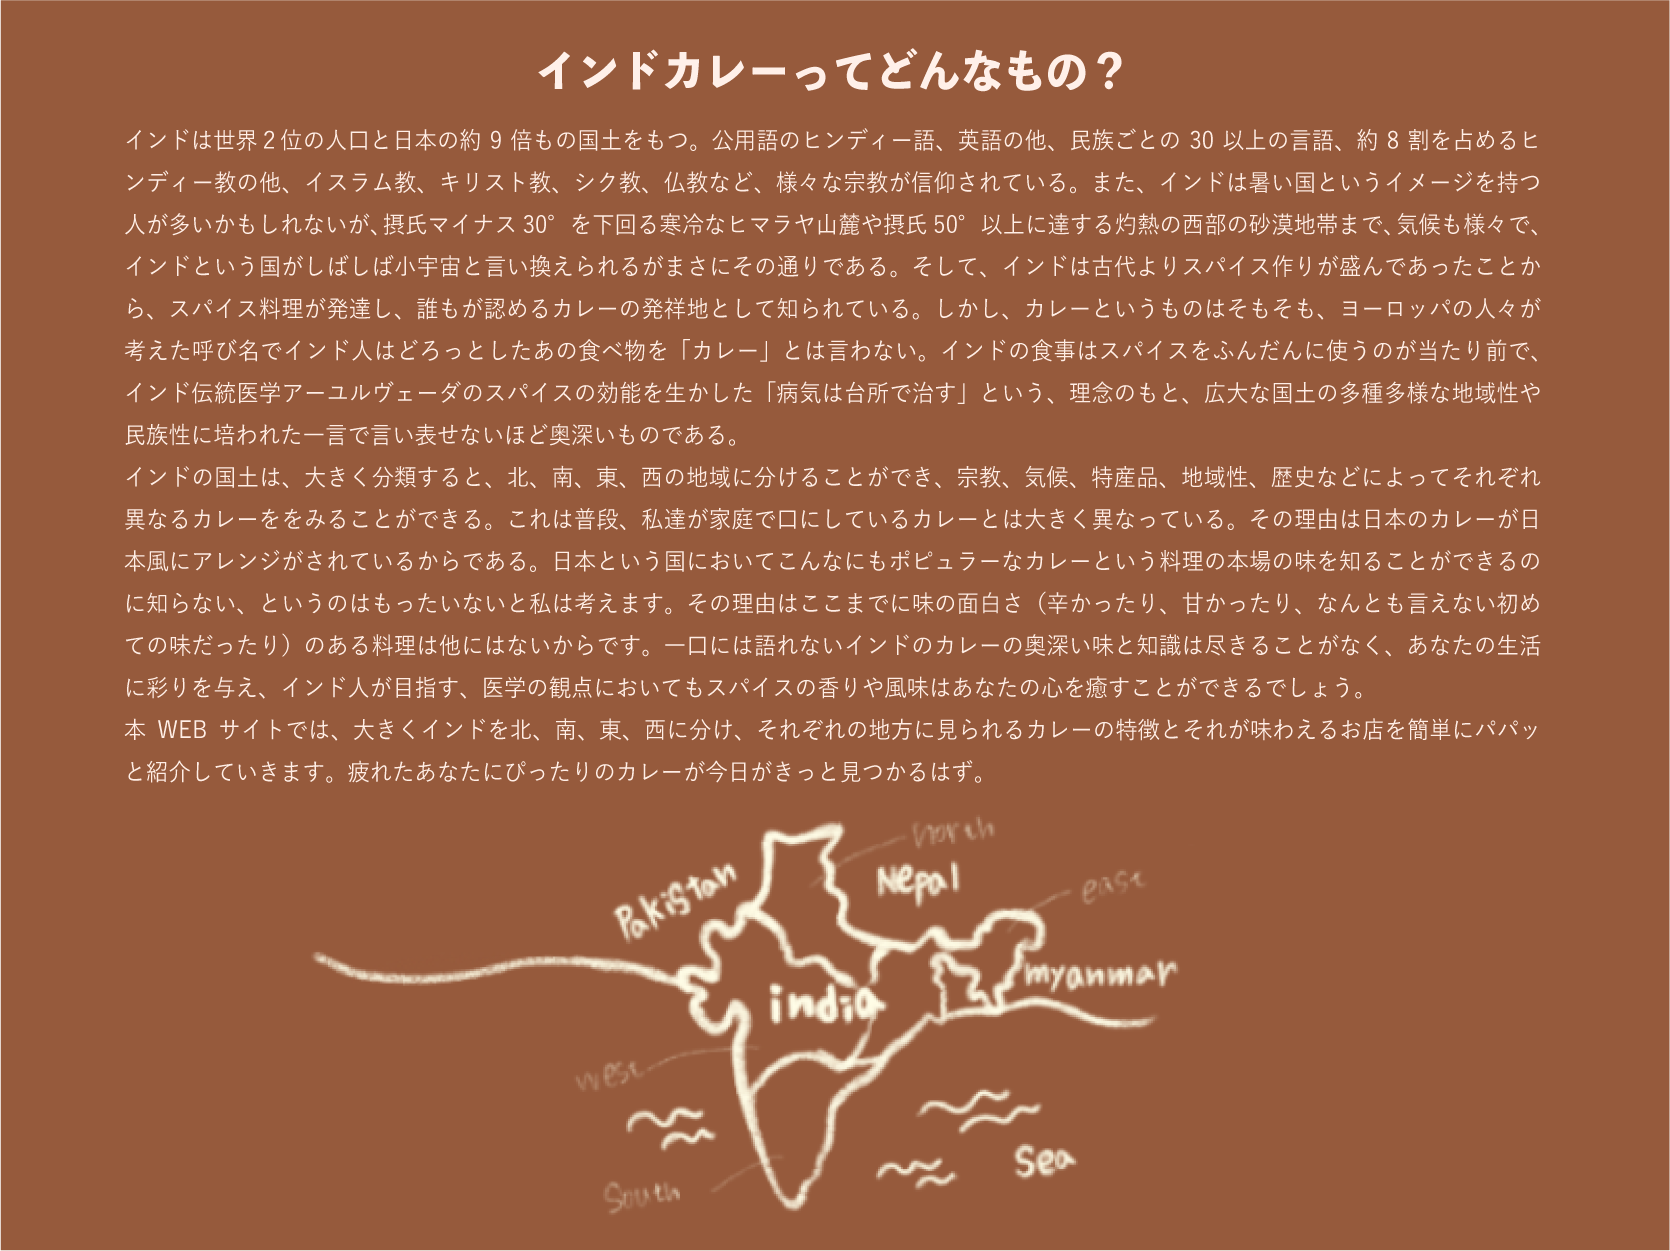 インドカレーってどんなもの？
インドは世界２位の人口と日本の約 9 倍もの国土をもつ。公用語のヒンディー語、英語の他、民族ごとの 30 以上の言語、約 8 割を占めるヒ
ンディー教の他、イスラム教、キリスト教、シク教、仏教など、様々な宗教が信仰されている。また、インドは暑い国というイメージを持つ
人が多いかもしれないが、摂氏マイナス 30°を下回る寒冷なヒマラヤ山麓や摂氏 50°以上に達する灼熱の西部の砂漠地帯まで、気候も様々で、
インドという国がしばしば小宇宙と言い換えられるがまさにその通りである。そして、インドは古代よりスパイス作りが盛んであったことか
ら、スパイス料理が発達し、誰もが認めるカレーの発祥地として知られている。しかし、カレーというものはそもそも、ヨーロッパの人々が
考えた呼び名でインド人はどろっとしたあの食べ物を「カレー」とは言わない。インドの食事はスパイスをふんだんに使うのが当たり前で、
インド伝統医学アーユルヴェーダのスパイスの効能を生かした「病気は台所で治す」という、理念のもと、広大な国土の多種多様な地域性や
民族性に培われた一言で言い表せないほど奥深いものである。
インドの国土は、大きく分類すると、北、南、東、西の地域に分けることができ、宗教、気候、特産品、地域性、歴史などによってそれぞれ
異なるカレーををみることができる。これは普段、私達が家庭で口にしているカレーとは大きく異なっている。その理由は日本のカレーが日
本風にアレンジがされているからである。日本という国においてこんなにもポピュラーなカレーという料理の本場の味を知ることができるの
に知らない、というのはもったいないと私は考えます。その理由はここまでに味の面白さ（辛かったり、甘かったり、なんとも言えない初め
ての味だったり）のある料理は他にはないからです。一口には語れないインドのカレーの奥深い味と知識は尽きることがなく、あなたの生活
に彩りを与え、インド人が目指す、医学の観点においてもスパイスの香りや風味はあなたの心を癒すことができるでしょう。
本 WEB サイトでは、大きくインドを北、南、東、西に分け、それぞれの地方に見られるカレーの特徴とそれが味わえるお店を簡単にパパッ
と紹介していきます。疲れたあなたにぴったりのカレーが今日がきっと見つかるはず。
north
Pakistan
Nepal
east
myanmar
india
west
Sea
South